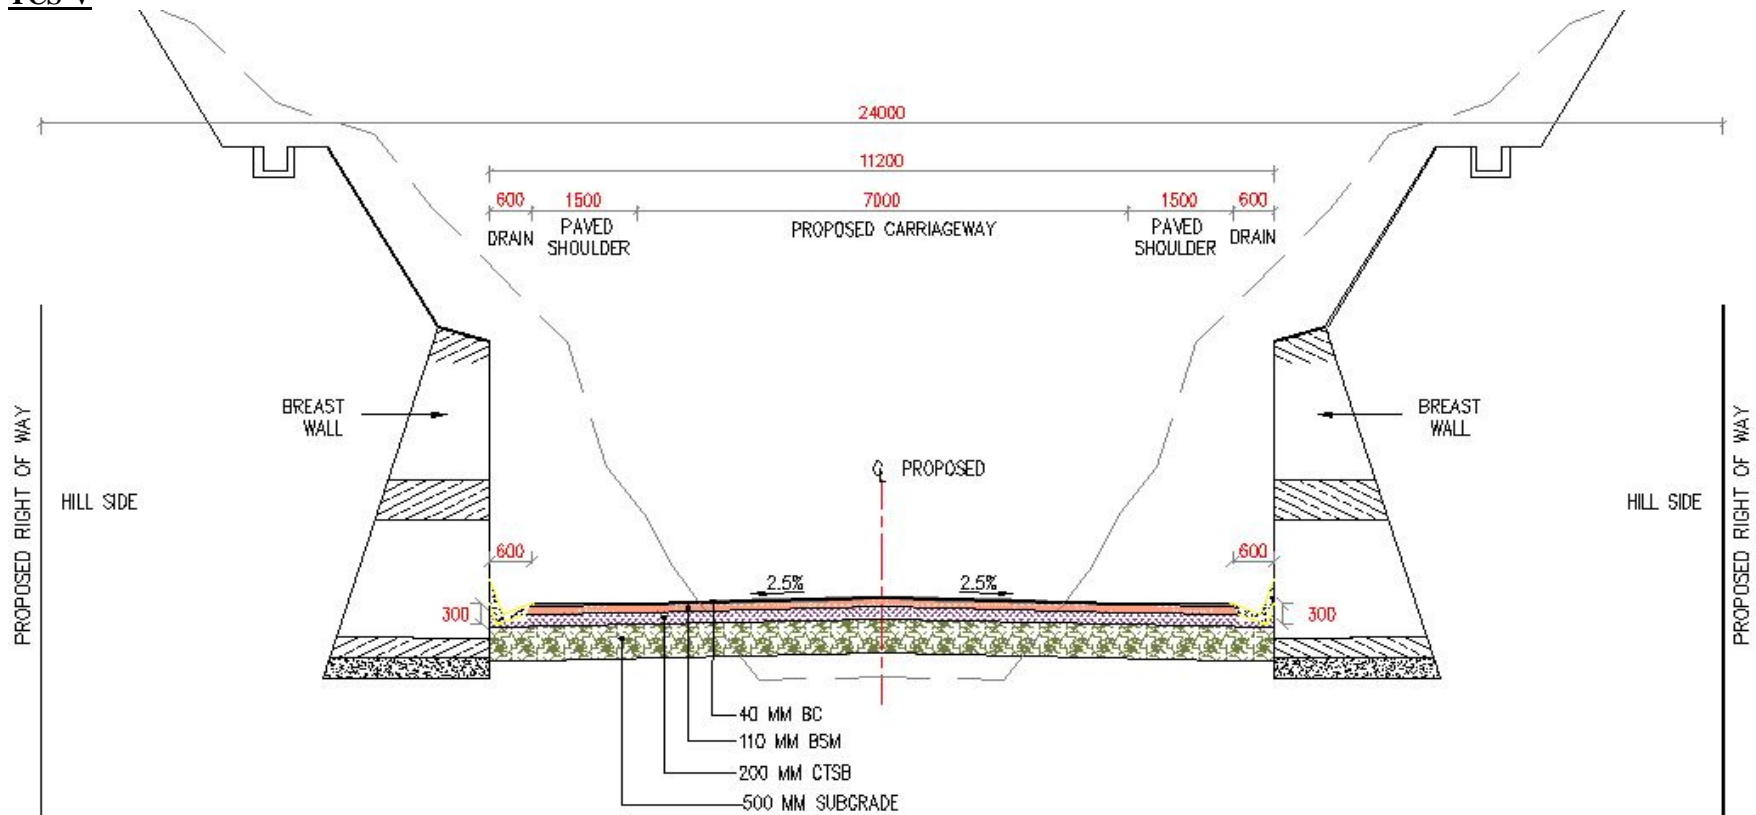 TCS V
24000
11200
600 1500 7000 1500 600
DRAIN PAVED SHOULDER PROPOSED CARRIAGEWAY PAVED SHOULDER DRAIN
BREAST WALL
BREAST WALL
PROPOSED RIGHT OF WAY
HILL SIDE
℄ PROPOSED
HILL SIDE
PROPOSED RIGHT OF WAY
600
600
2.5%
2.5%
300
300
40 MM BC
110 MM BSM
200 MM CTSB
500 MM SUBGRADE